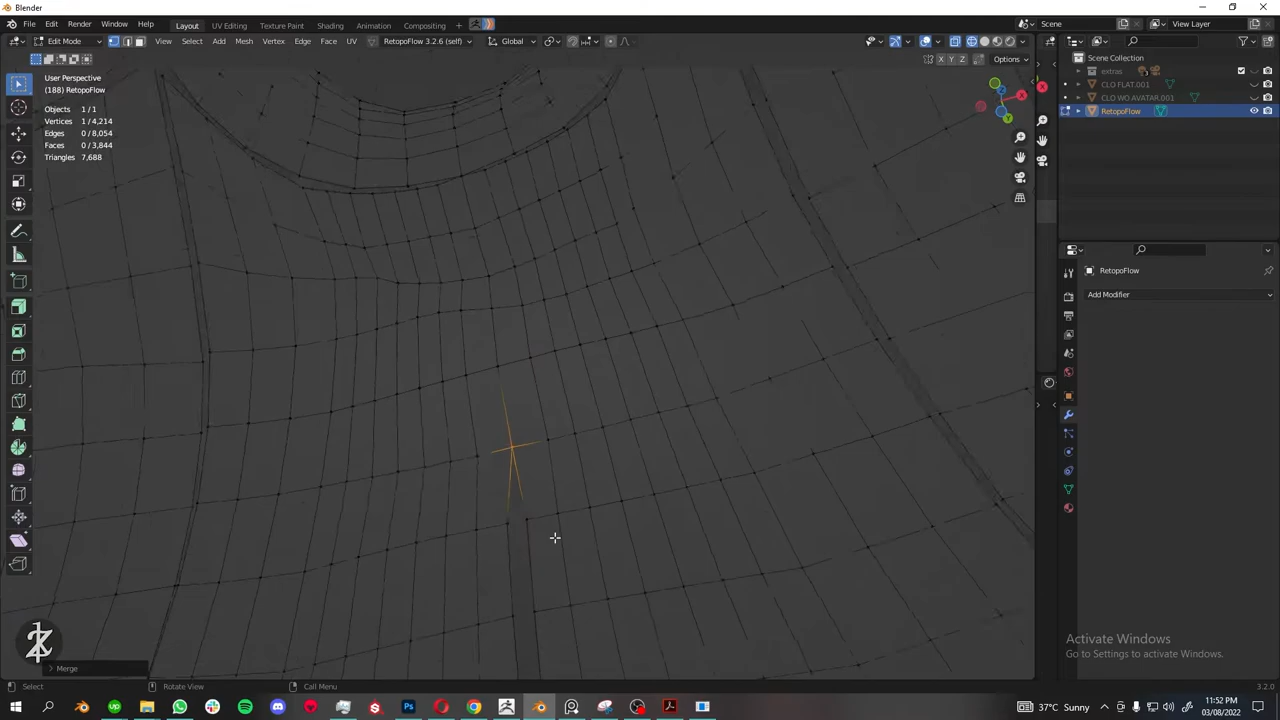 Blender
File Edit Render Window Help Layout UV Editing Texture Paint Shading Animation Compositing + Scene View Layer
Edit Mode View Select Add Mesh Vertex Edge Face UV RetopoFlow 3.2.6 (self) Global
X Y Z Options
User Perspective
(188) RetopoFlow
Objects 1/1
Vertices 1/4,214
Edges 0/8,054
Faces 0/3,844
Triangles 7,688
Scene Collection
extras
CLO FLAT.001
CLO WO AVATAR.001
RetopoFlow
RetopoFlow
Add Modifier
Activate Windows
Go to Settings to activate Windows.
Merge
Select Rotate View Call Menu 3.2.0
37°C Sunny
11:52 PM
03/08/2022